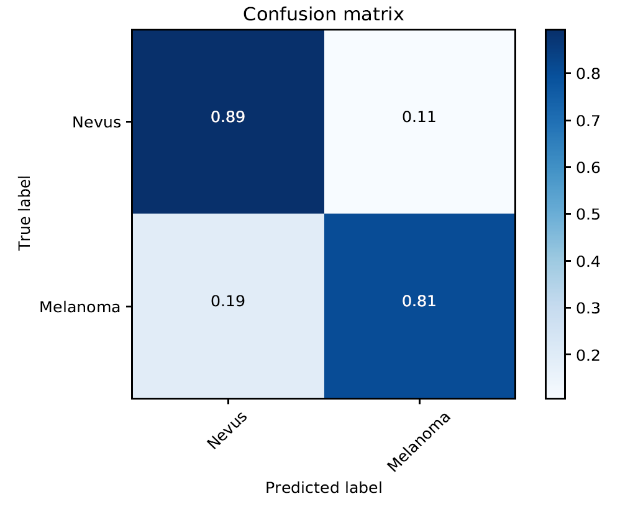 Confusion matrix
True label
Nevus
Melanoma
0.89 0.11
0.19 0.81
Nevus Melanoma
Predicted label
0.8
0.7
0.6
0.5
0.4
0.3
0.2